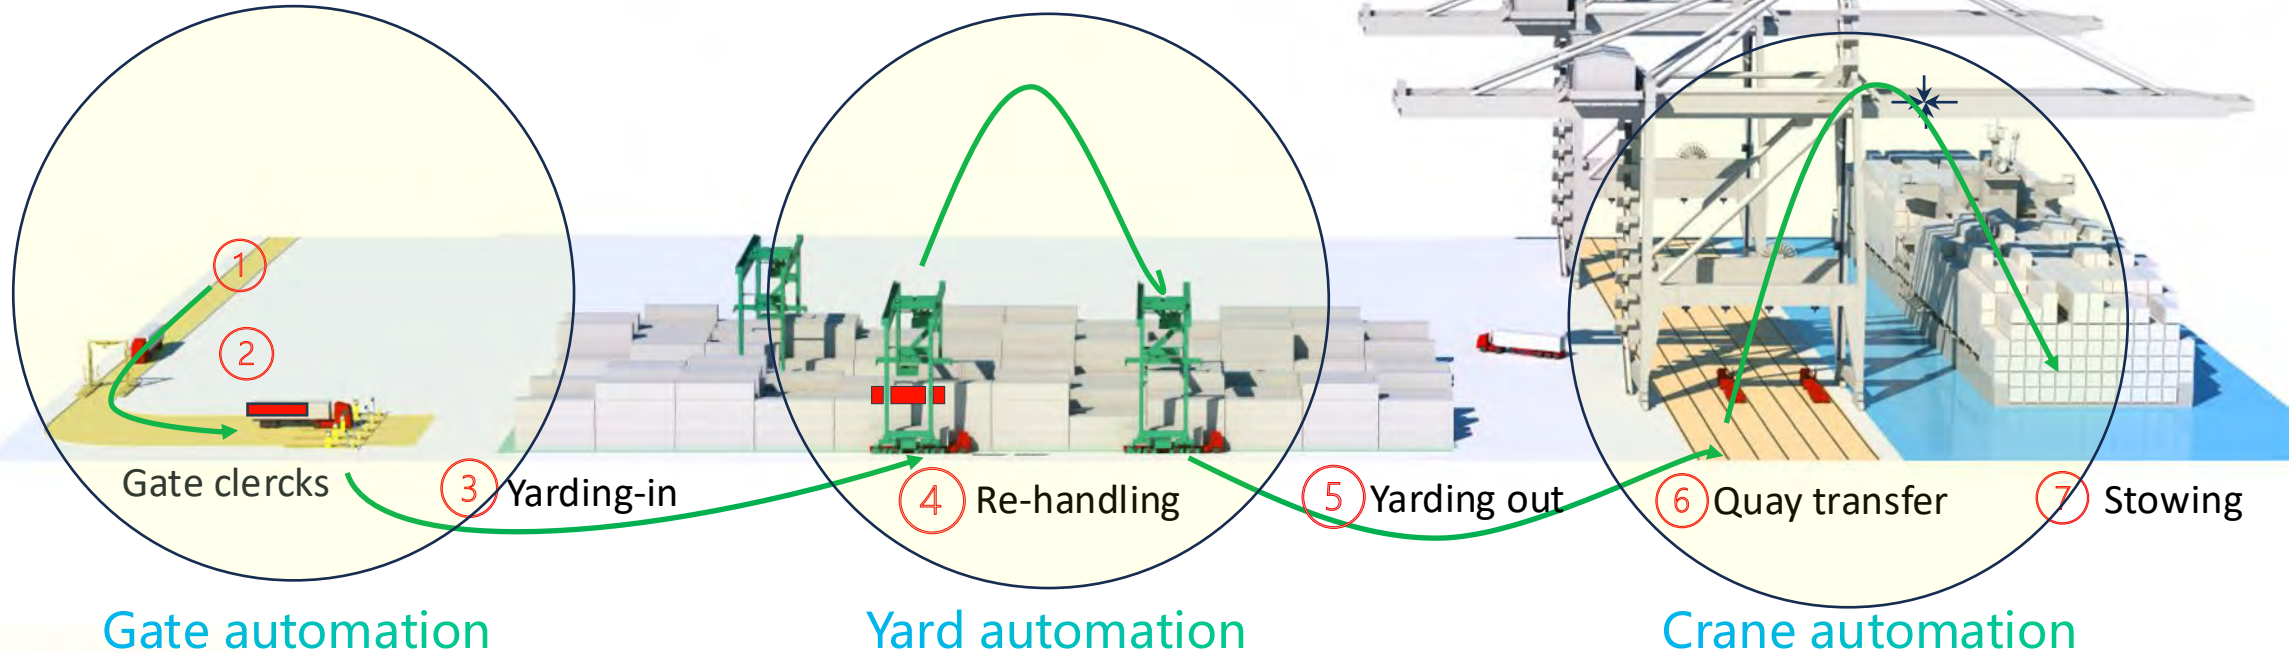 1
2
Gate clercks
3 Yarding-in
4 Re-handling
5 Yarding out
6 Quay transfer
7 Stowing
Gate automation
Yard automation
Crane automation